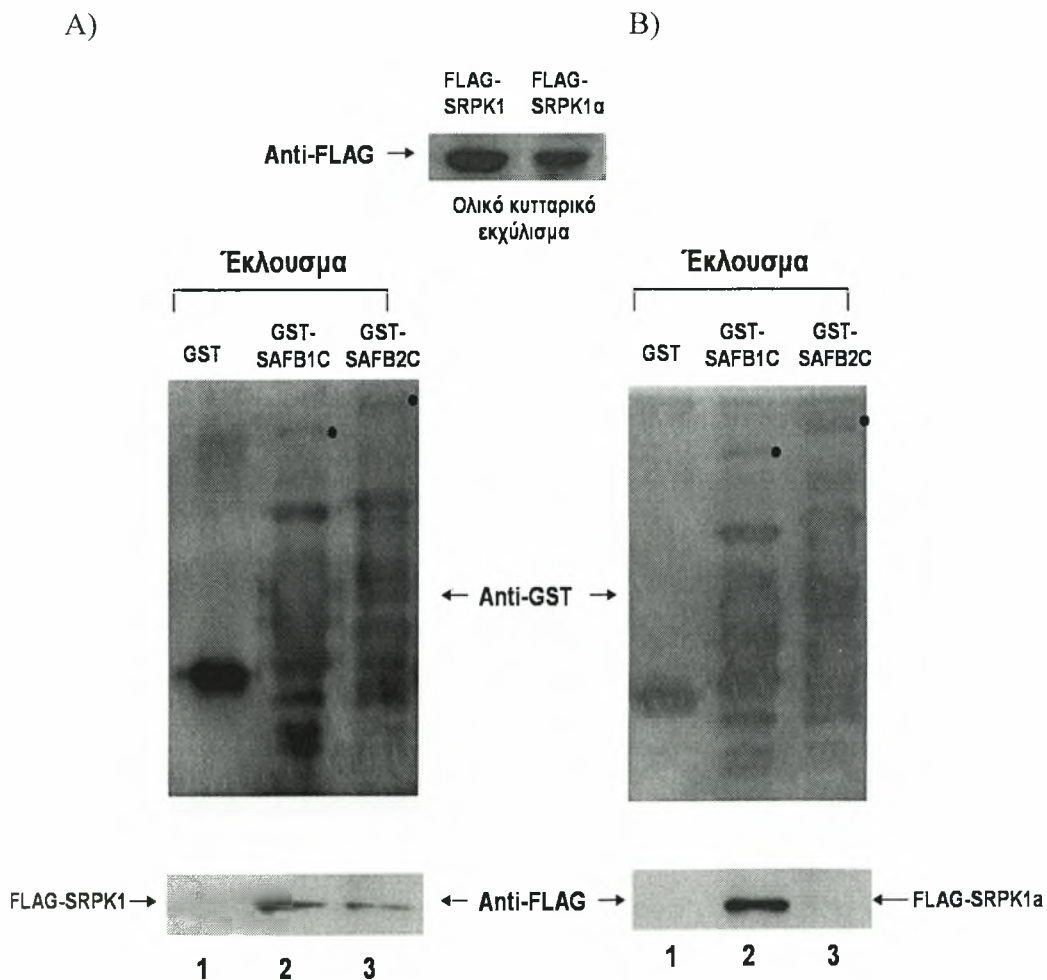 A)
B)
FLAG-
SRPK1
FLAG-
SRPK1α
Anti-FLAG →
Ολικό κυτταρικό
εκχύλισμα
Έκλουσμα
GST
GST-
SAFB1C
GST-
SAFB2C
Έκλουσμα
GST
GST-
SAFB1C
GST-
SAFB2C
← Anti-GST →
FLAG-SRPK1→
← Anti-FLAG →
←FLAG-SRPK1a
1 2 3
1 2 3